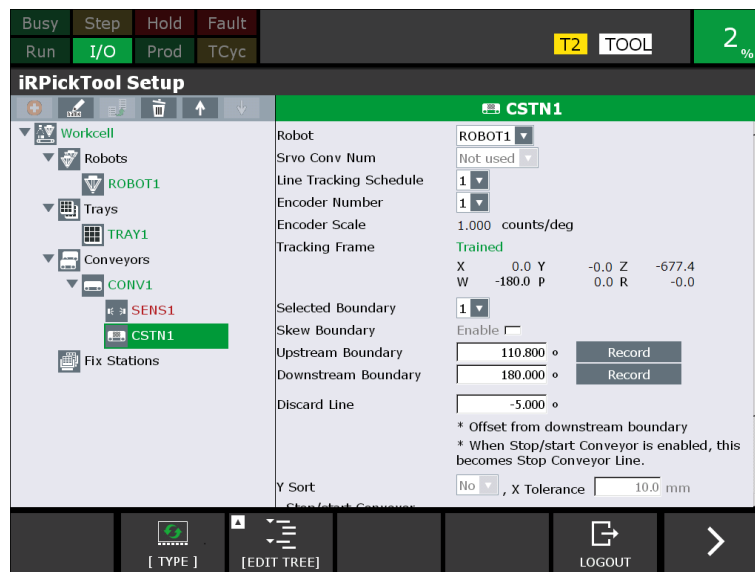 Busy Step Hold Fault
Run I/O Prod TCyc
T2 TOOL
2 %
iRPickTool Setup
CSTN1
Workcell
Robots
ROBOT1
Trays
TRAY1
Conveyors
CONV1
SENS1
CSTN1
Fix Stations
Robot ROBOT1
Srvo Conv Num Not used
Line Tracking Schedule 1
Encoder Number 1
Encoder Scale 1.000 counts/deg
Tracking Frame Trained
X 0.0 Y -0.0 Z -677.4
W -180.0 P 0.0 R -0.0
Selected Boundary 1
Skew Boundary Enable
Upstream Boundary 110.800 ° Record
Downstream Boundary 180.000 ° Record
Discard Line -5.000 °
* Offset from downstream boundary
* When Stop/start Conveyor is enabled, this
becomes Stop Conveyor Line.
Y Sort No , X Tolerance 10.0 mm
Stop/start Conveyor
[ TYPE ] [EDIT TREE] LOGOUT >